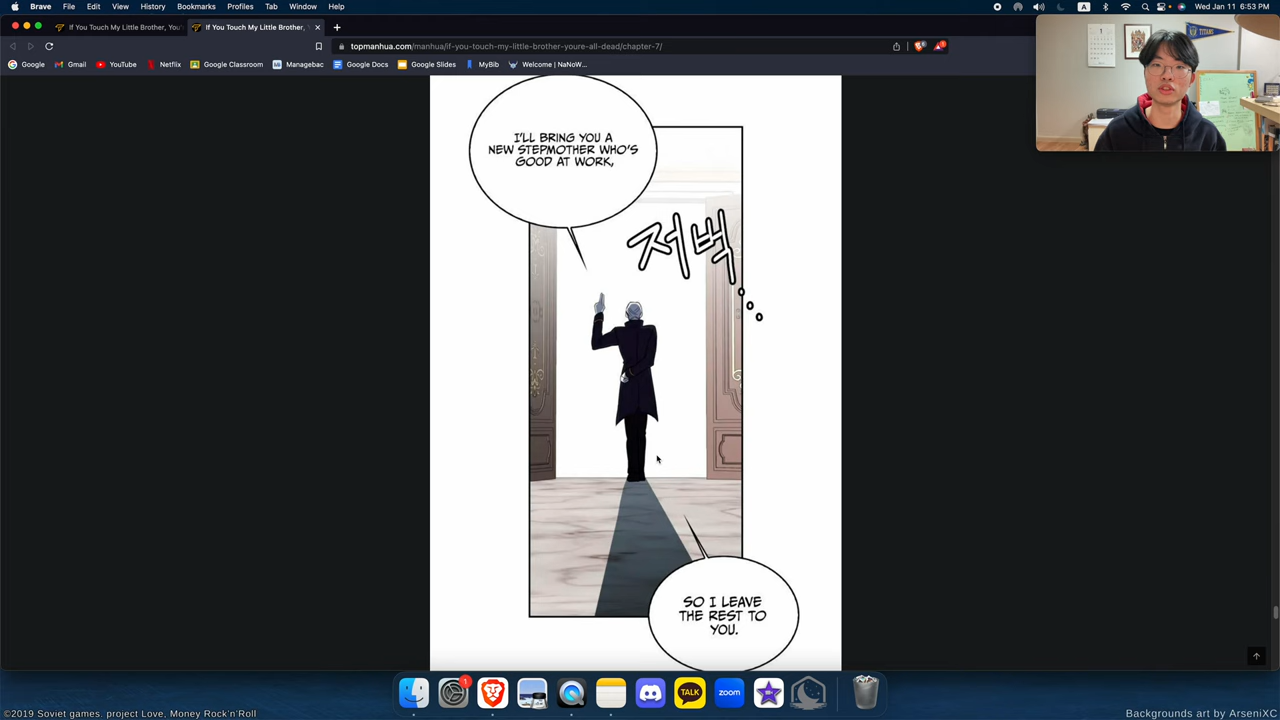 Brave File Edit View History Bookmarks Profiles Tab Window Help
A
Wed Jan 11 6:53 PM
If You Touch My Little Brother, You'
If You Touch My Little Brother, Y
topmanhua.com/manhua/if-you-touch-my-little-brother-youre-all-dead/chapter-7/
Google Gmail YouTube Netflix Google Classroom Managebac Google Docs Google Slides MyBib Welcome | NaNoW...
1
TITANS
I'LL BRING YOU A
NEW STEPMOTHER WHO'S
GOOD AT WORK,
저벅
SO I LEAVE
THE REST TO
YOU.
1
TALK
zoom
©2019 Soviet games. project Love, Money Rock'n'Roll
Backgrounds art by ArseniXC